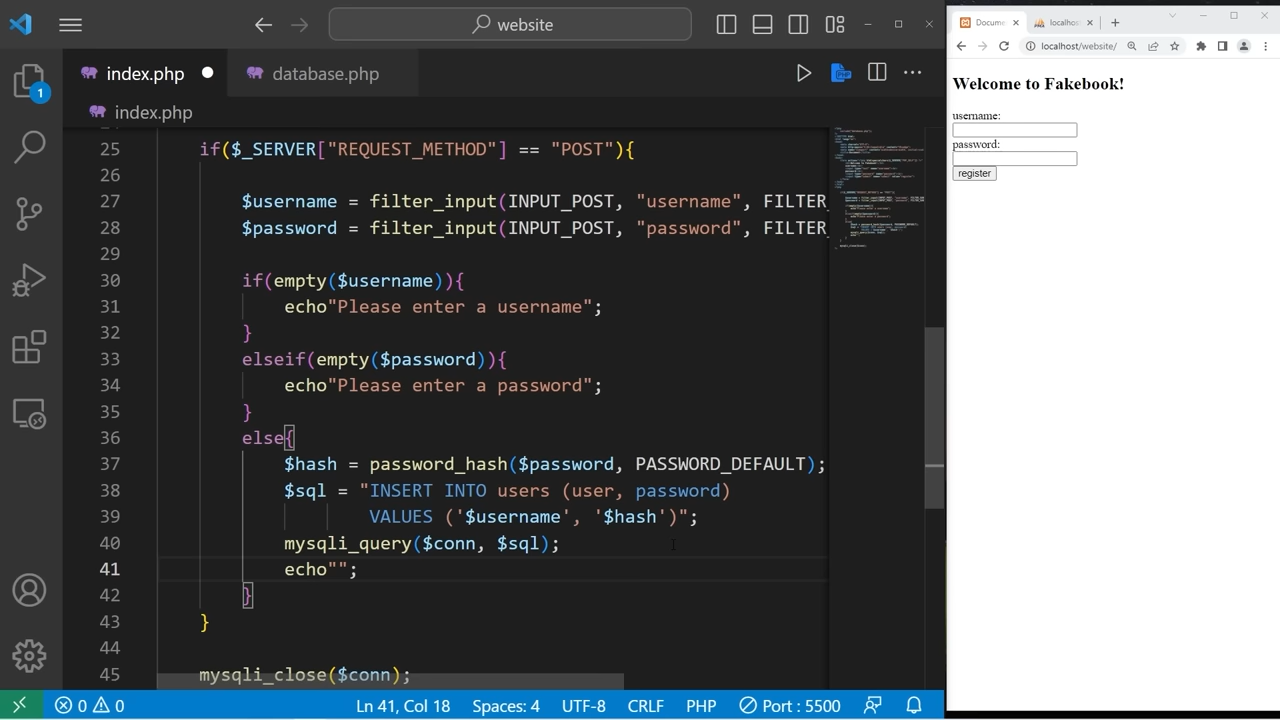 website
index.php
database.php
index.php
1
25 if($_SERVER["REQUEST_METHOD"] == "POST"){
26
27 $username = filter_input(INPUT_POST, "username", FILTER_
28 $password = filter_input(INPUT_POST, "password", FILTER_
29
30 if(empty($username)){
31 echo"Please enter a username";
32 }
33 elseif(empty($password)){
34 echo"Please enter a password";
35 }
36 else{
37 $hash = password_hash($password, PASSWORD_DEFAULT);
38 $sql = "INSERT INTO users (user, password)
39 VALUES ('$username', '$hash')";
40 mysqli_query($conn, $sql);
41 echo"";
42 }
43 }
44
45 mysqli_close($conn);
0 0 Ln 41, Col 18 Spaces: 4 UTF-8 CRLF PHP Port : 5500
Docume
localhos
localhost/website/
Welcome to Fakebook!
username:
password:
register